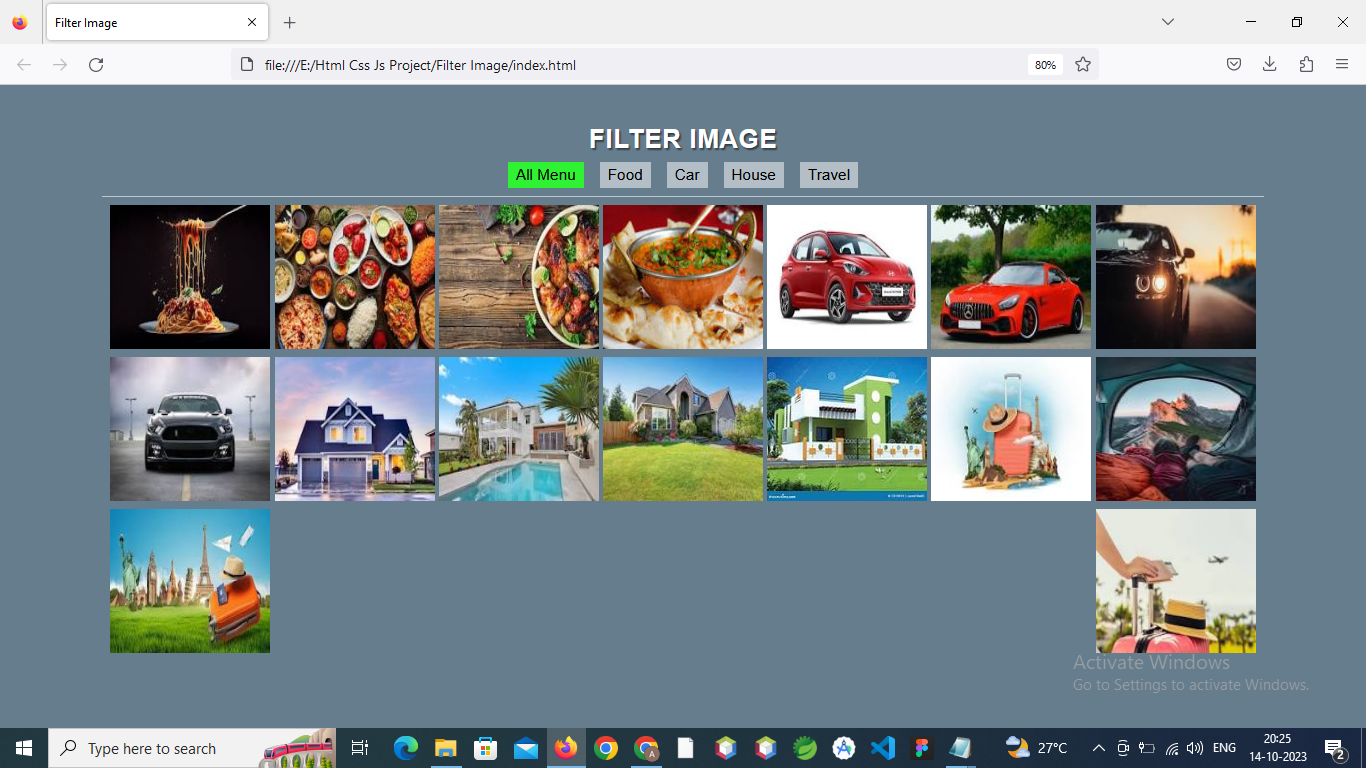 Filter Image
file:///E:/Html Css Js Project/Filter Image/index.html
80%
FILTER IMAGE
All Menu
Food
Car
House
Travel
Activate Windows
Go to Settings to activate Windows.
Type here to search
A
27°C
ENG
20:25
14-10-2023
2